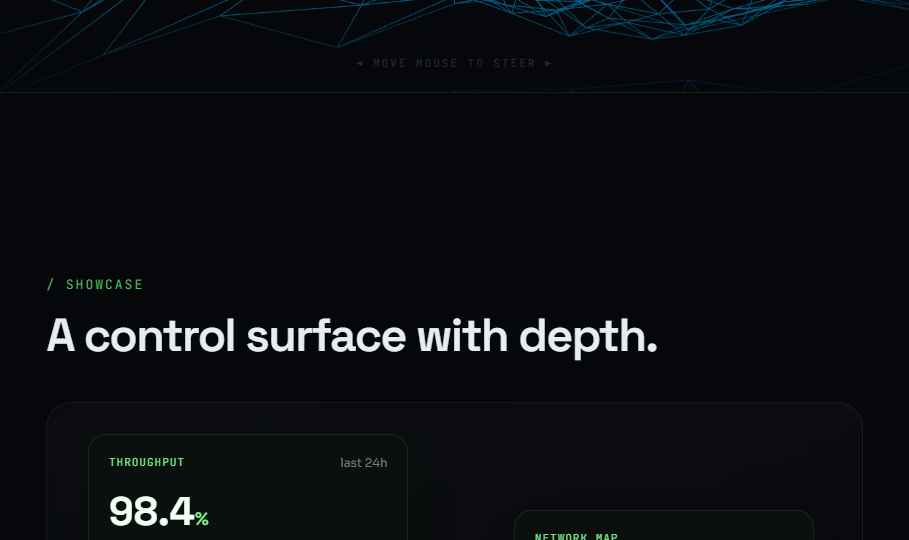 ◂ MOVE MOUSE TO STEER ▸
/ SHOWCASE
A control surface with depth.
THROUGHPUT
last 24h
98.4%
NETWORK MAP